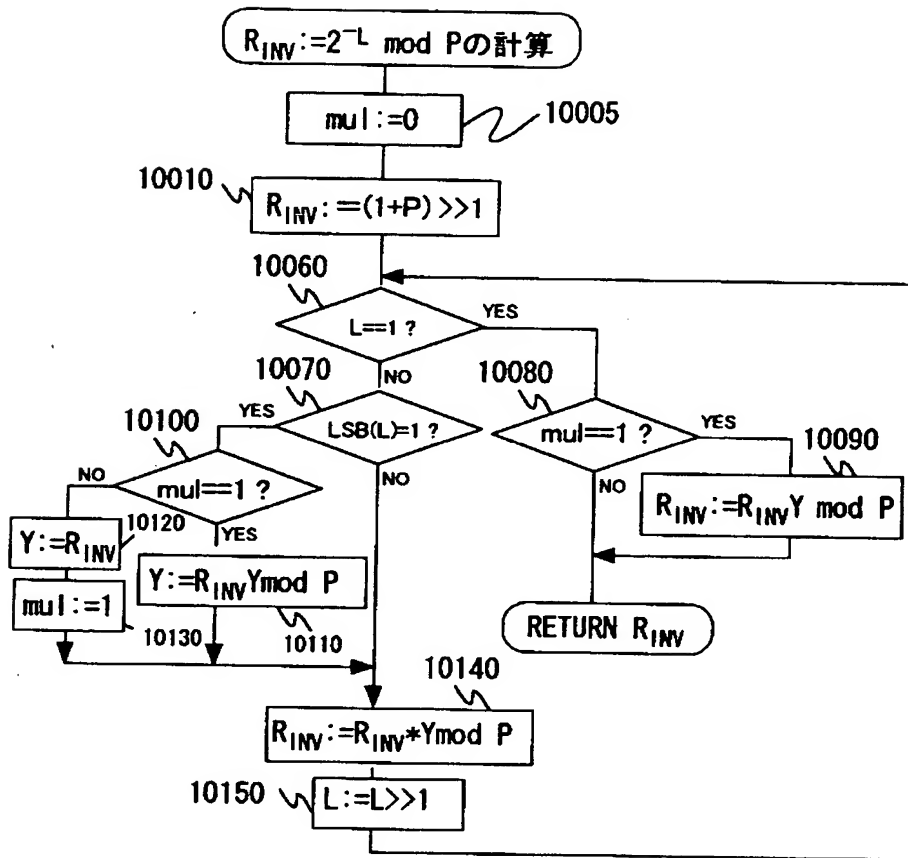 R_INV:=2^-L mod Pの計算
mul:=0
10005
10010
R_INV:=(1+P)>>1
10060
L==1?
YES
NO
10070
LSB(L)=1?
YES
NO
10080
mul==1?
YES
NO
10090
R_INV:=R_INV Y mod P
10100
mul==1?
NO
YES
Y:=R_INV
10120
mul:=1
10130
Y:=R_INV Ymod P
10110
RETURN R_INV
10140
R_INV:=R_INV*Ymod P
10150
L:=L>>1